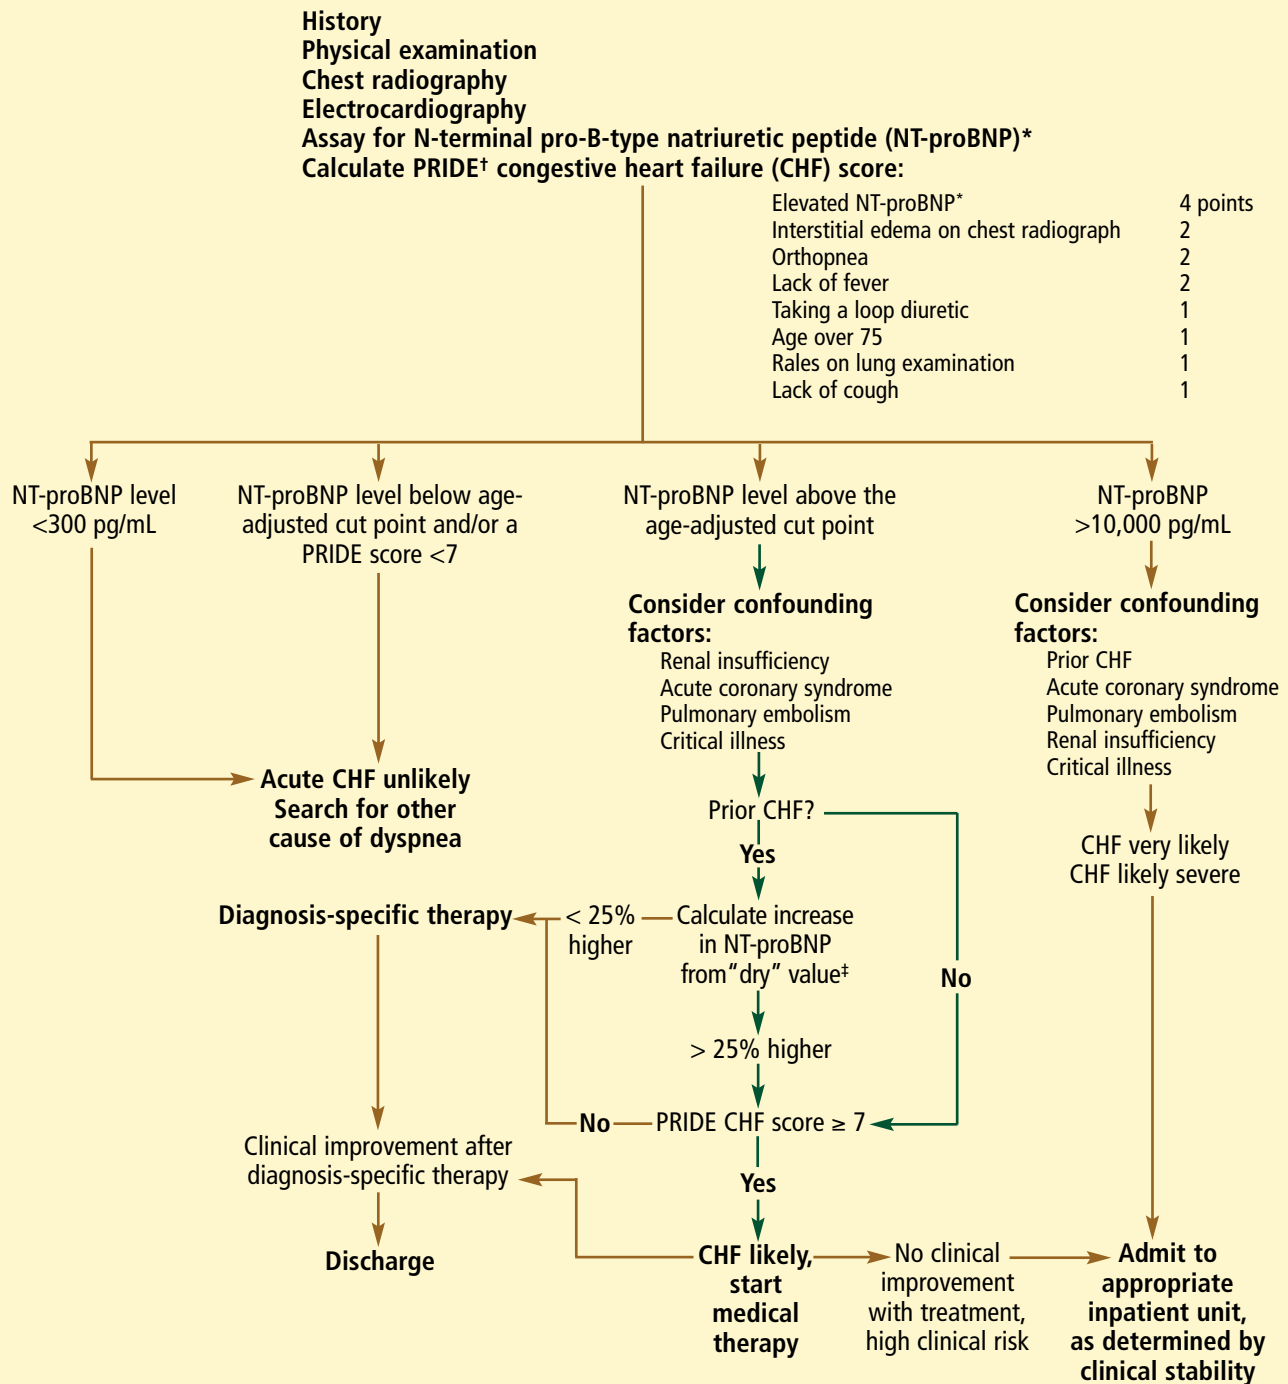 History
Physical examination
Chest radiography
Electrocardiography
Assay for N-terminal pro-B-type natriuretic peptide (NT-proBNP)*
Calculate PRIDE† congestive heart failure (CHF) score:
Elevated NT-proBNP* 4 points
Interstitial edema on chest radiograph 2
Orthopnea 2
Lack of fever 2
Taking a loop diuretic 1
Age over 75 1
Rales on lung examination 1
Lack of cough 1
NT-proBNP level
<300 pg/mL
NT-proBNP level below age-
adjusted cut point and/or a
PRIDE score <7
NT-proBNP level above the
age-adjusted cut point
NT-proBNP
>10,000 pg/mL
Consider confounding
factors:
Renal insufficiency
Acute coronary syndrome
Pulmonary embolism
Critical illness
Consider confounding
factors:
Prior CHF
Acute coronary syndrome
Pulmonary embolism
Renal insufficiency
Critical illness
Acute CHF unlikely
Search for other
cause of dyspnea
Prior CHF?
Yes
No
CHF very likely
CHF likely severe
Diagnosis-specific therapy
< 25%
higher
Calculate increase
in NT-proBNP
from "dry" value‡
> 25% higher
No
PRIDE CHF score ≥ 7
Yes
Clinical improvement after
diagnosis-specific therapy
Discharge
CHF likely,
start
medical
therapy
No clinical
improvement
with treatment,
high clinical risk
Admit to
appropriate
inpatient unit,
as determined by
clinical stability